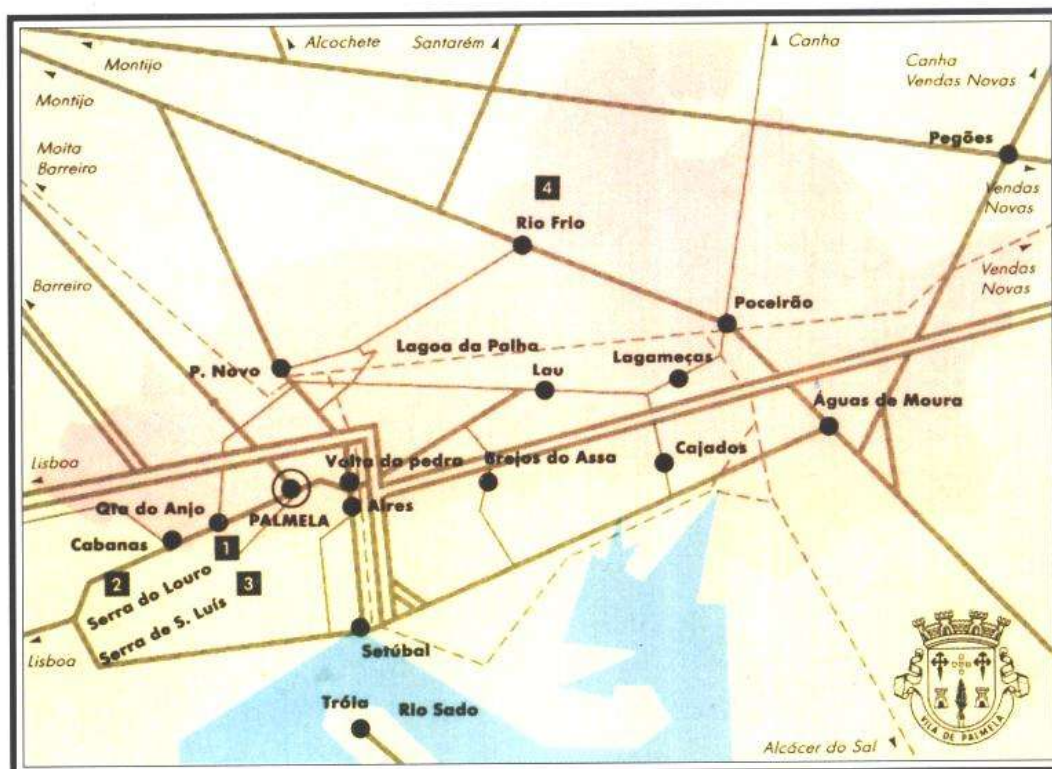 Alcochete
Santarém
Canha
Montijo
Canha
Vendas Novas
Montijo
Pegões
Moita
Barreiro
Vendas
Novas
4
Rio Frio
Vendas
Novas
Barreiro
Poceirão
Lagoa da Palha
Lagameças
P. Novo
Lau
Águas de Moura
Lisboa
Volta da pedra
Brejos do Assa
Cajados
Qta do Anjo
PALMELA
Aires
Cabanas
1
2
3
Serra do Louro
Serra de S. Luís
Lisboa
Setúbal
Tróia
Rio Sado
Alcácer do Sal
VILA DE PALMELA